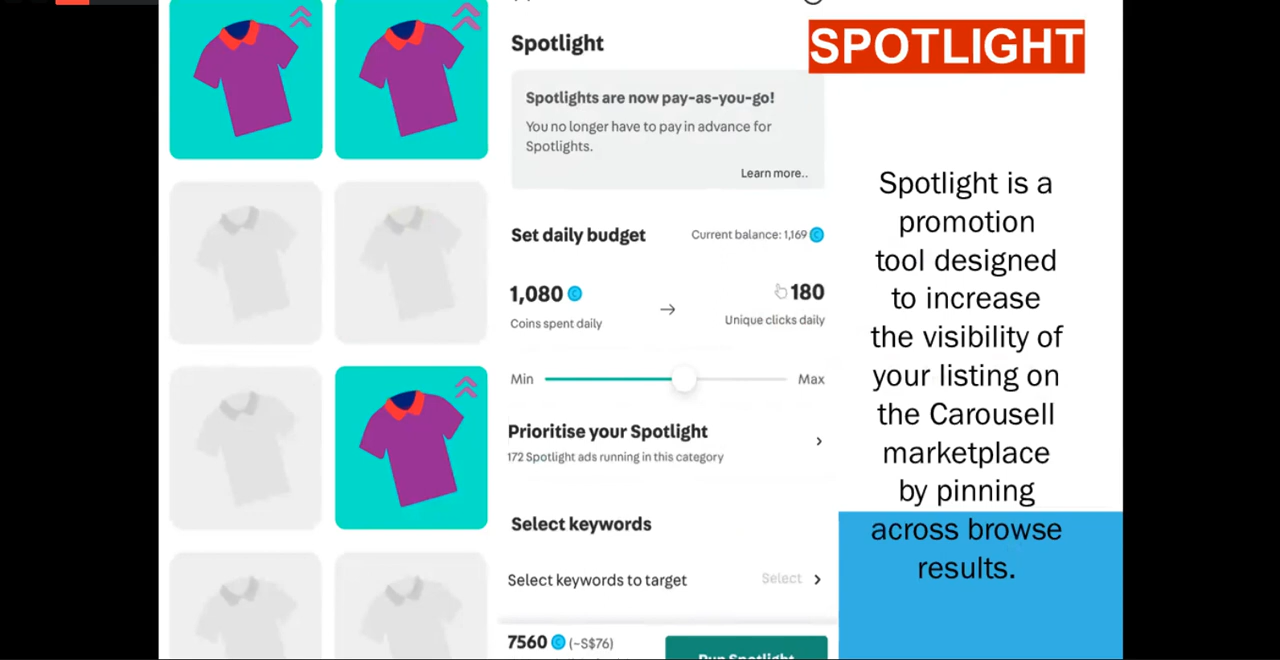 Spotlight
Spotlights are now pay-as-you-go!
You no longer have to pay in advance for
Spotlights.
Learn more..
Set daily budget
Current balance: 1,169
1,080
180
Coins spent daily
Unique clicks daily
Min
Max
Prioritise your Spotlight
172 Spotlight ads running in this category
Select keywords
Select keywords to target
Select
7560 (~S$76)
Run Spotlight
SPOTLIGHT
Spotlight is a
promotion
tool designed
to increase
the visibility of
your listing on
the Carousell
marketplace
by pinning
across browse
results.